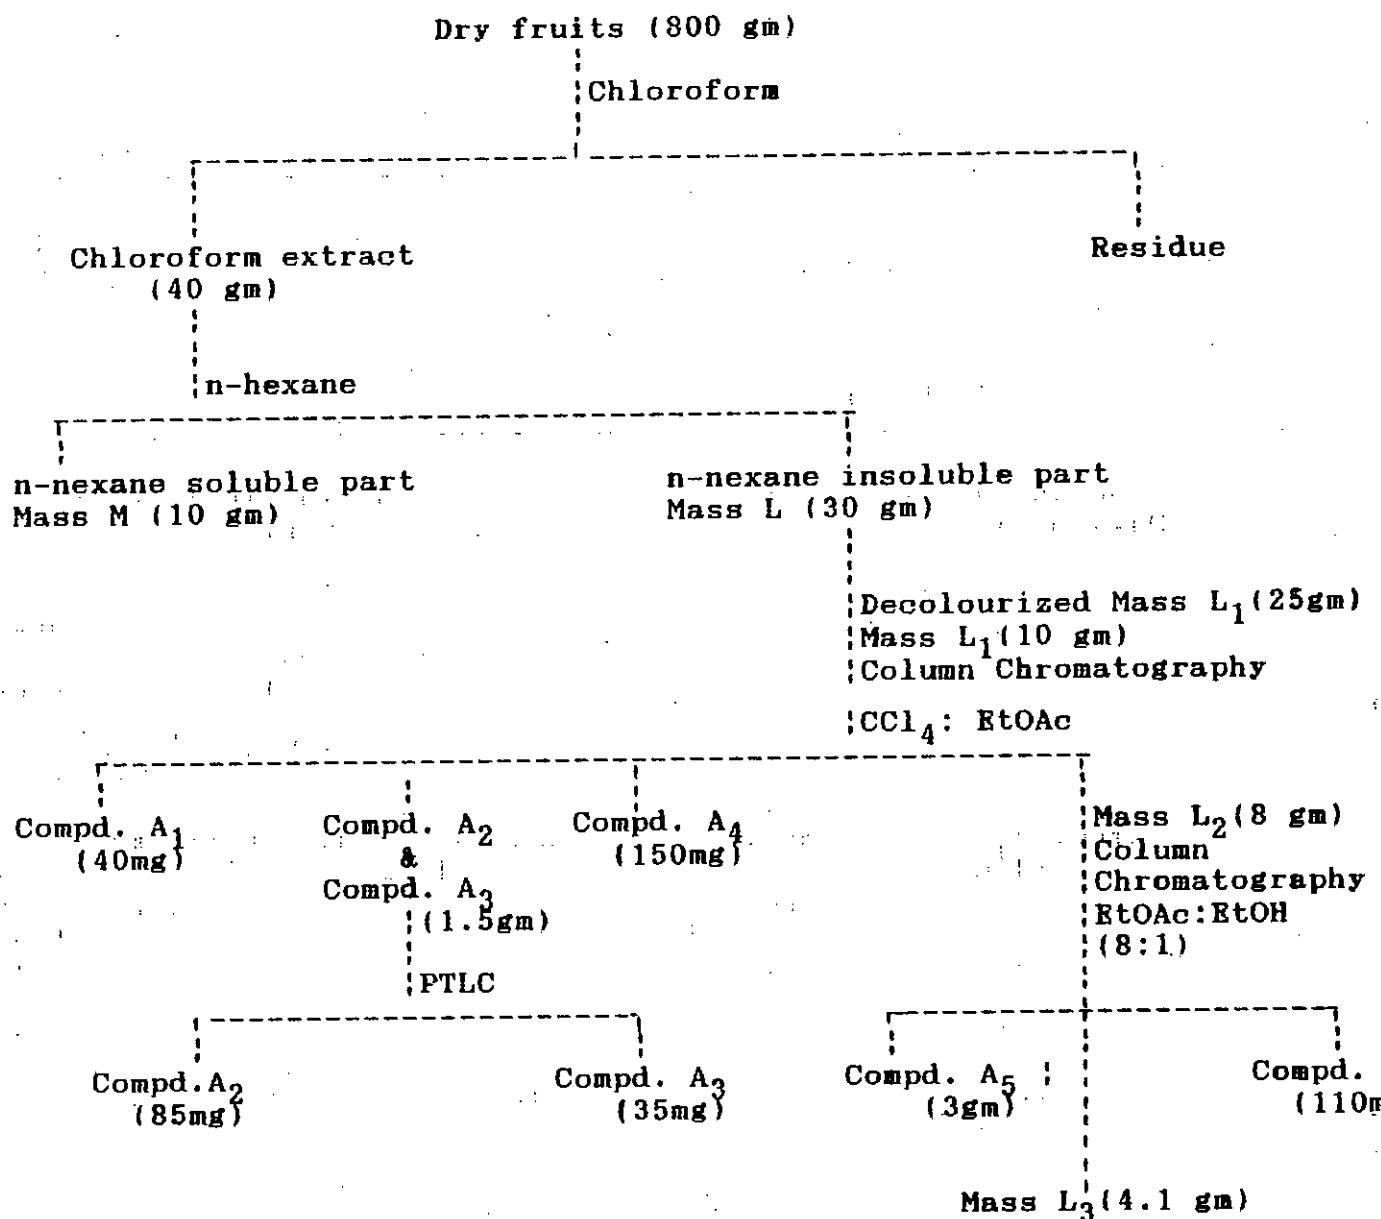 Dry fruits (800 gm)
Chloroform
Chloroform extract
(40 gm)
Residue
n-hexane
n-nexane soluble part
Mass M (10 gm)
n-nexane insoluble part
Mass L (30 gm)
Decolourized Mass L₁(25gm)
Mass L₁(10 gm)
Column Chromatography
CCl₄: EtOAc
Compd. A₁
(40mg)
Compd. A₂
&
Compd. A₃
(1.5gm)
Compd. A₄
(150mg)
Mass L₂(8 gm)
Column
Chromatography
EtOAc:EtOH
(8:1)
PTLC
Compd.A₂
(85mg)
Compd. A₃
(35mg)
Compd. A₅
(3gm)
Compd.
(110m
Mass L₃(4.1 gm)